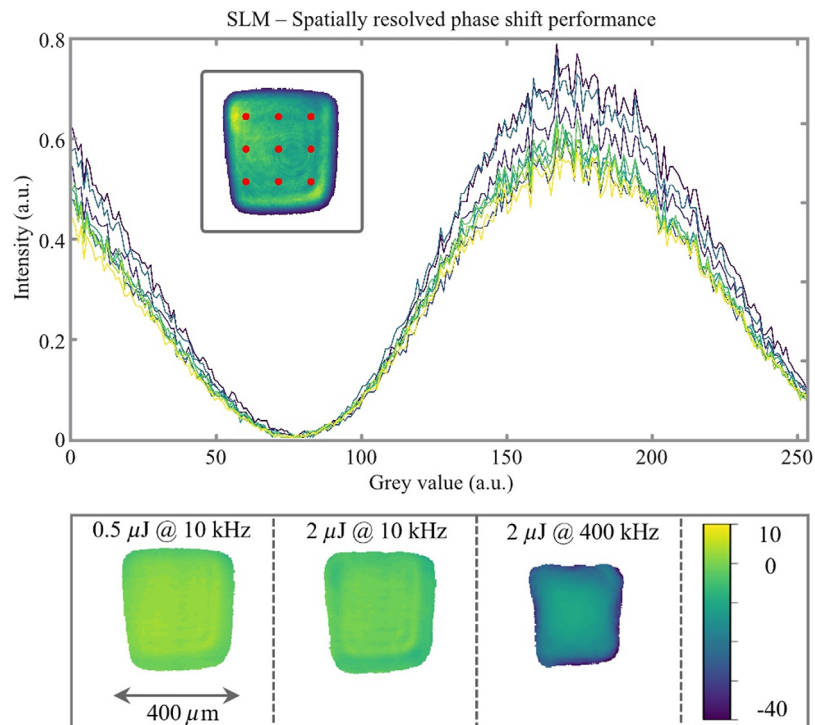 SLM – Spatially resolved phase shift performance
0.8
0.6
0.4
0.2
0
Intensity (a.u.)
0 50 100 150 200 250
Grey value (a.u.)
0.5 μJ @ 10 kHz 2 μJ @ 10 kHz 2 μJ @ 400 kHz
10
0
-40
400 μm